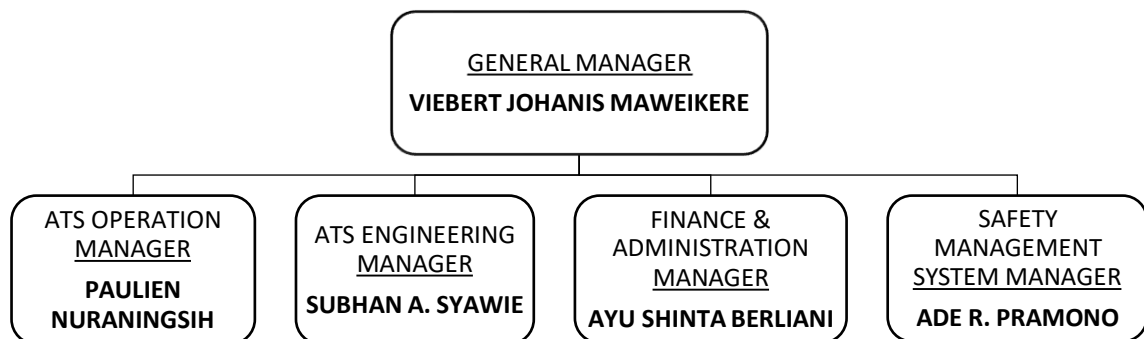 GENERAL MANAGER
VIEBERT JOHANIS MAWEIKERE
ATS OPERATION
MANAGER
PAULIEN
NURANINGSIH
ATS ENGINEERING
MANAGER
SUBHAN A. SYAWIE
FINANCE &
ADMINISTRATION
MANAGER
AYU SHINTA BERLIANI
SAFETY
MANAGEMENT
SYSTEM MANAGER
ADE R. PRAMONO